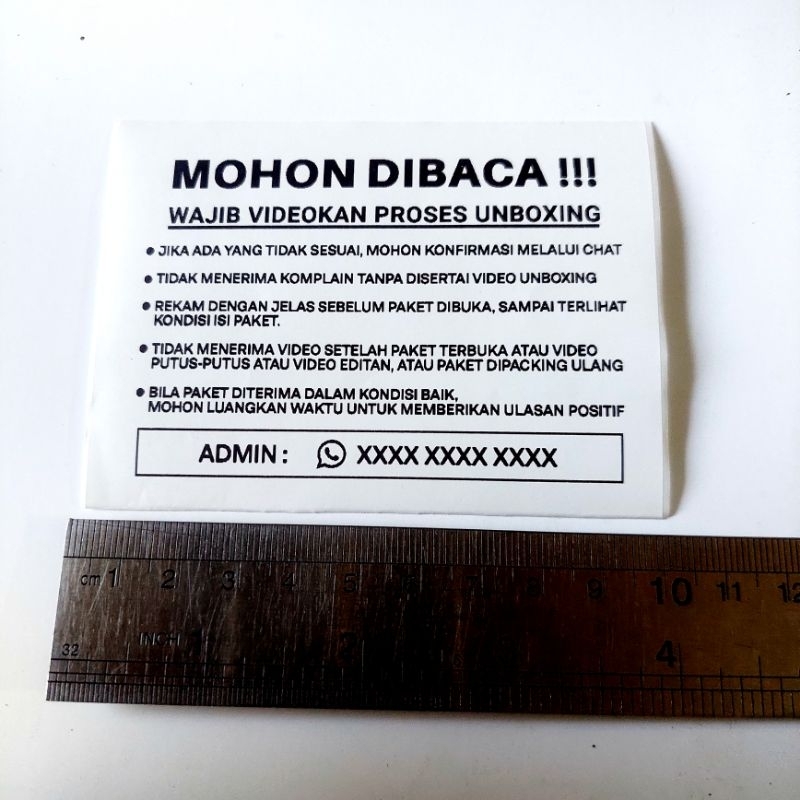 MOHON DIBACA !!!
WAJIB VIDEOKAN PROSES UNBOXING
• JIKA ADA YANG TIDAK SESUAI, MOHON KONFIRMASI MELALUI CHAT
• TIDAK MENERIMA KOMPLAIN TANPA DISERTAI VIDEO UNBOXING
• REKAM DENGAN JELAS SEBELUM PAKET DIBUKA, SAMPAI TERLIHAT
KONDISI ISI PAKET.
• TIDAK MENERIMA VIDEO SETELAH PAKET TERBUKA ATAU VIDEO
PUTUS-PUTUS ATAU VIDEO EDITAN, ATAU PAKET DIPACKING ULANG
• BILA PAKET DITERIMA DALAM KONDISI BAIK,
MOHON LUANGKAN WAKTU UNTUK MEMBERIKAN ULASAN POSITIF
ADMIN : XXXX XXXX XXXX
cm 1 2 3 4 5 6 7 8 9 10 11 12
32 INCH 1 4